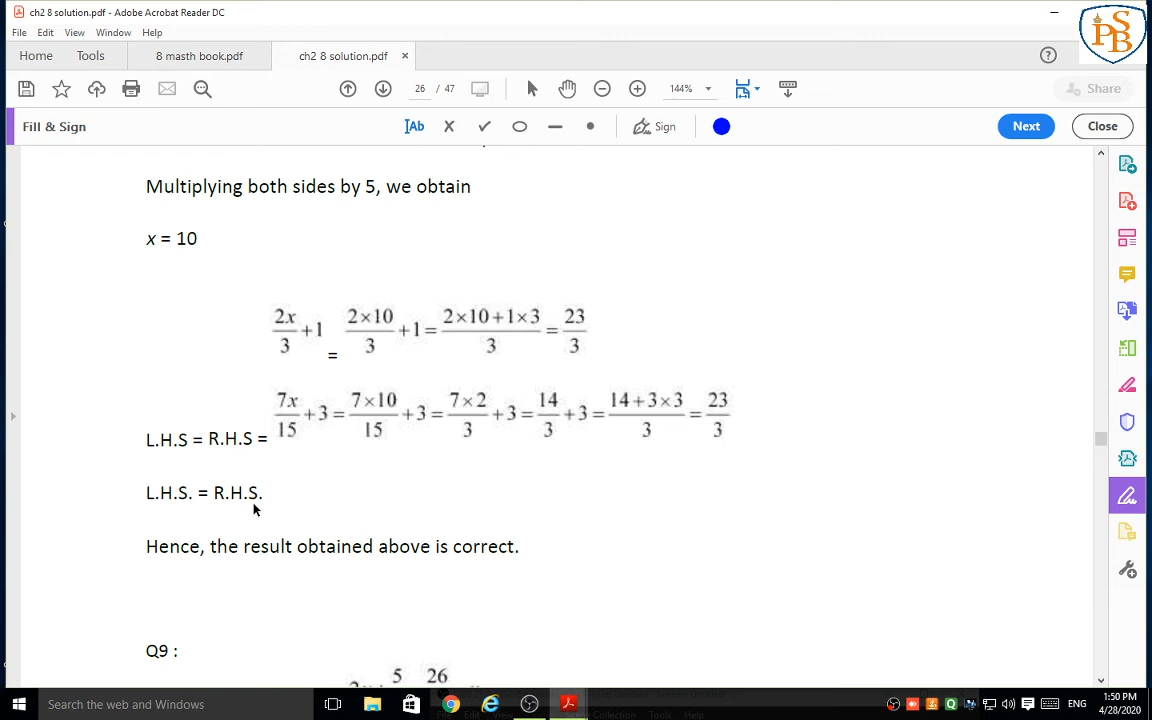 ch2 8 solution.pdf - Adobe Acrobat Reader DC
File Edit View Window Help
PSB
Home Tools 8 masth book.pdf ch2 8 solution.pdf ×
26 / 47 144% Share
Fill & Sign Ab Sign Next Close
Multiplying both sides by 5, we obtain
x = 10
2x/3 + 1 = 2×10/3 + 1 = 2×10+1×3/3 = 23/3
7x/15 + 3 = 7×10/15 + 3 = 7×2/3 + 3 = 14/3 + 3 = 14+3×3/3 = 23/3
L.H.S = R.H.S =
L.H.S. = R.H.S.
Hence, the result obtained above is correct.
Q9 :
5 26
Search the web and Windows
ENG
1:50 PM
4/28/2020